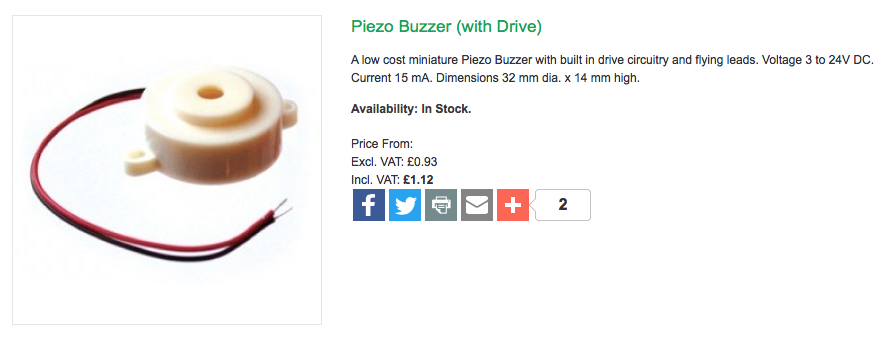 Piezo Buzzer (with Drive)
A low cost miniature Piezo Buzzer with built in drive circuitry and flying leads. Voltage 3 to 24V DC.
Current 15 mA. Dimensions 32 mm dia. x 14 mm high.
Availability: In Stock.
Price From:
Excl. VAT: £0.93
Incl. VAT: £1.12
2